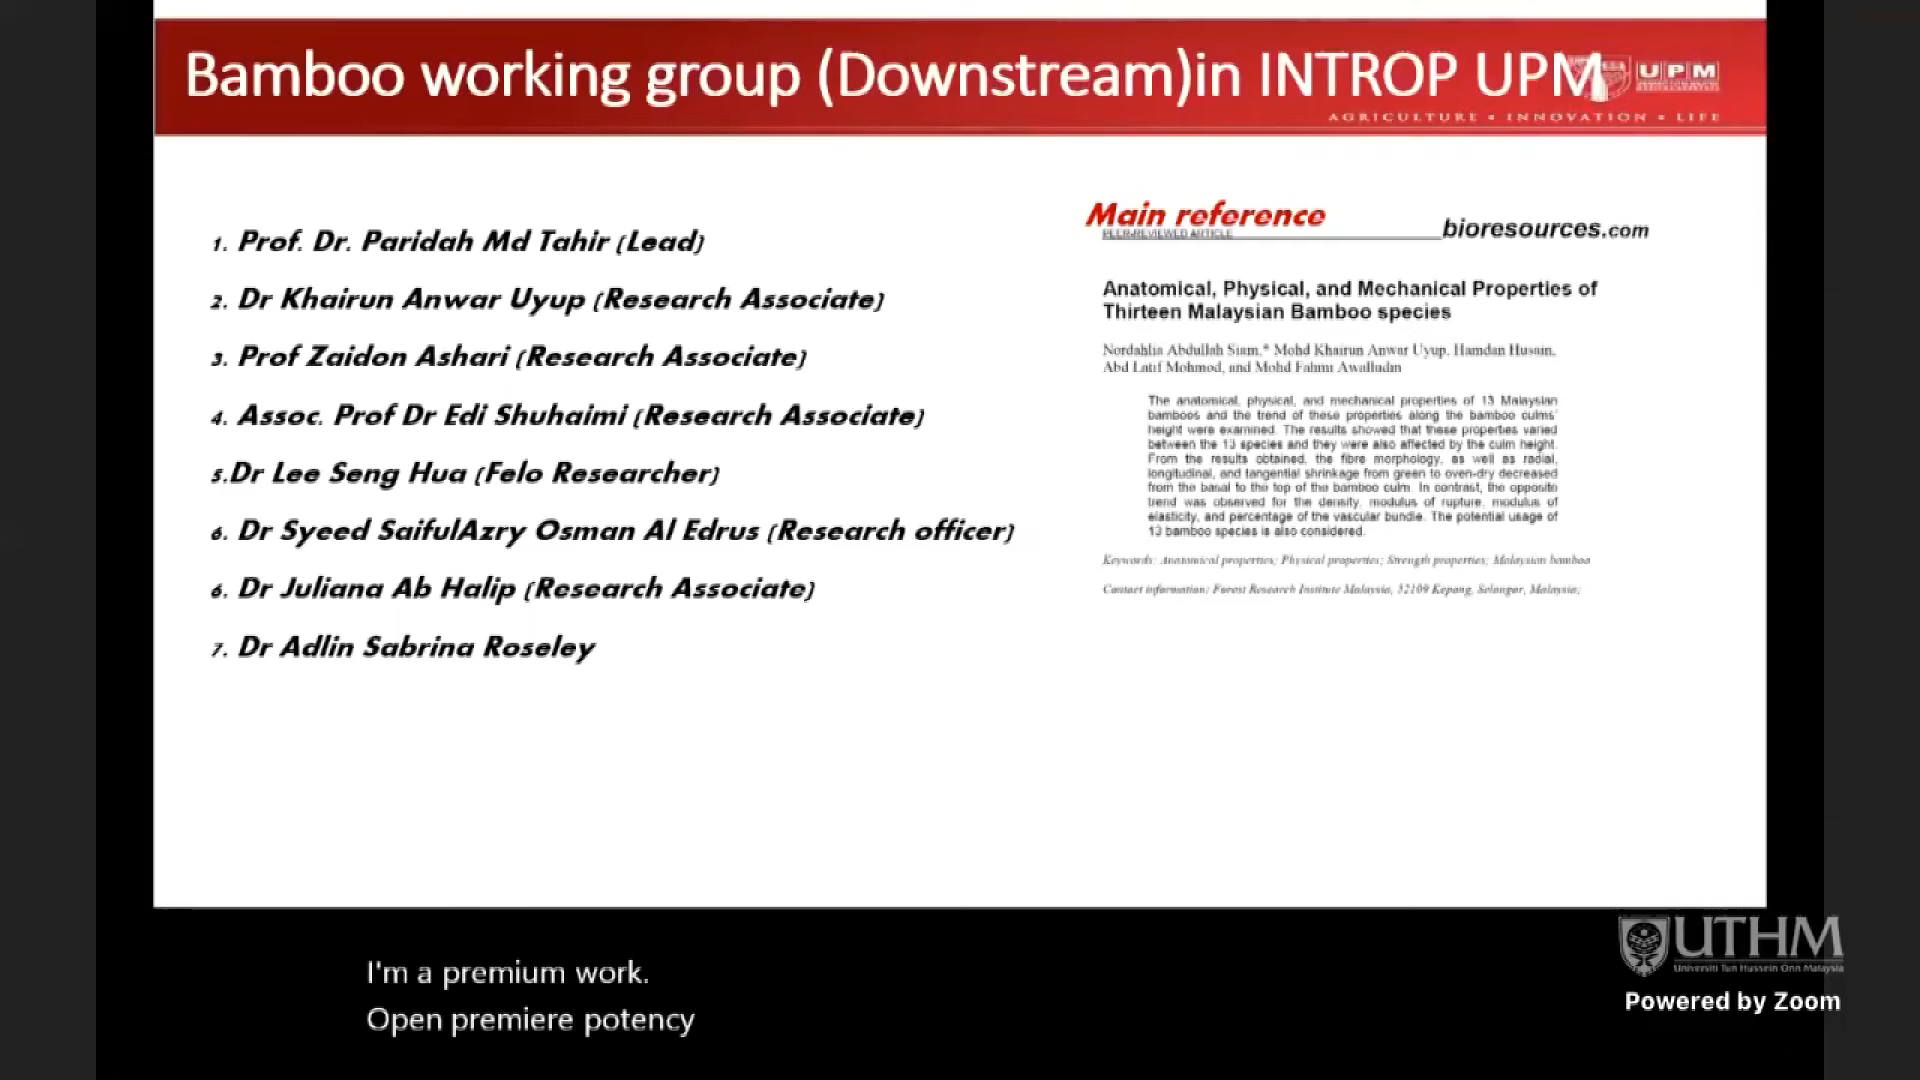 Bamboo working group (Downstream)in INTROP UPM
UPM
AGRICULTURE • INNOVATION • LIFE
1. Prof. Dr. Paridah Md Tahir (Lead)
2. Dr Khairun Anwar Uyup (Research Associate)
3. Prof Zaidon Ashari (Research Associate)
4. Assoc. Prof Dr Edi Shuhaimi (Research Associate)
5.Dr Lee Seng Hua (Felo Researcher)
6. Dr Syeed SaifulAzry Osman Al Edrus (Research officer)
6. Dr Juliana Ab Halip (Research Associate)
7. Dr Adlin Sabrina Roseley
Main reference
PEER-REVIEWED ARTICLE
bioresources.com
Anatomical, Physical, and Mechanical Properties of
Thirteen Malaysian Bamboo species
Nordahlia Abdullah Siam,* Mohd Khairun Anwar Uyup, Hamdan Husain,
Abd Latif Mohmod, and Mohd Fahmi Awalludin
The anatomical, physical, and mechanical properties of 13 Malaysian
bamboos and the trend of these properties along the bamboo culms'
height were examined. The results showed that these properties varied
between the 13 species and they were also affected by the culm height.
From the results obtained, the fibre morphology, as well as radial,
longitudinal, and tangential shrinkage from green to oven-dry decreased
from the basal to the top of the bamboo culm. In contrast, the opposite
trend was observed for the density, modulus of rupture, modulus of
elasticity, and percentage of the vascular bundle. The potential usage of
13 bamboo species is also considered.
Keywords: Anatomical properties; Physical properties; Strength properties; Malaysian bamboo
Contact information: Forest Research Institute Malaysia, 52109 Kepong, Selangor, Malaysia;
I'm a premium work.
Open premiere potency
UTHM
Universiti Tun Hussein Onn Malaysia
Powered by Zoom